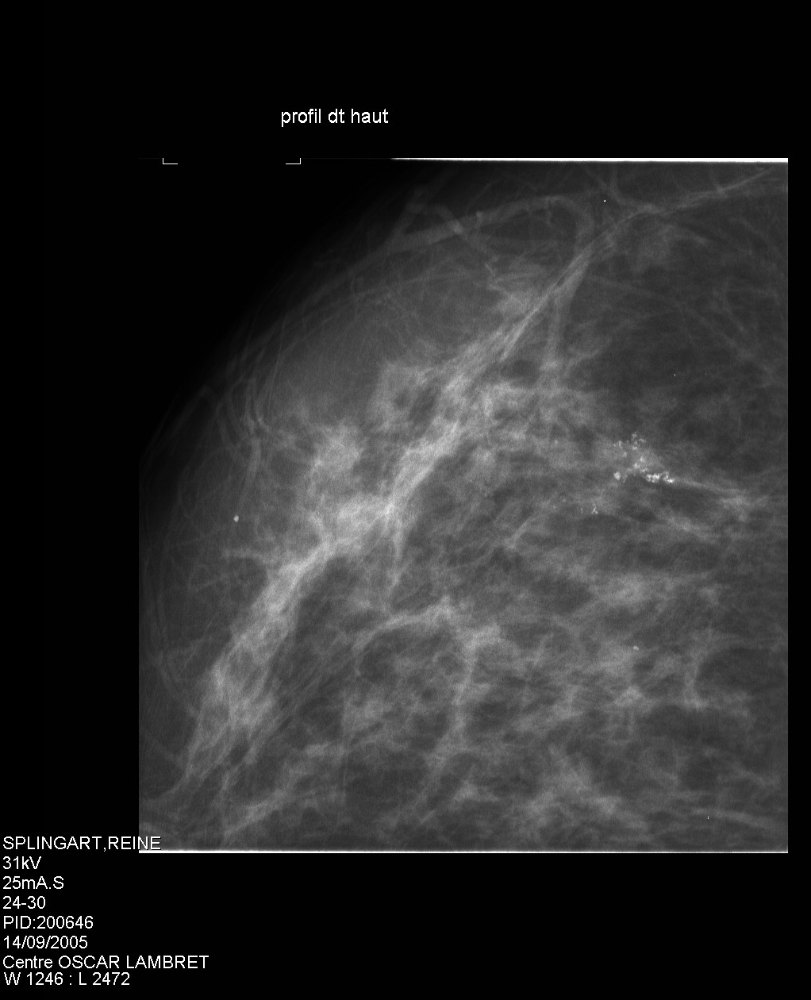 profil dt haut
SPLINGART,REINE
31kV
25mA.S
24-30
PID:200646
14/09/2005
Centre OSCAR LAMBRET
W 1246 : L 2472